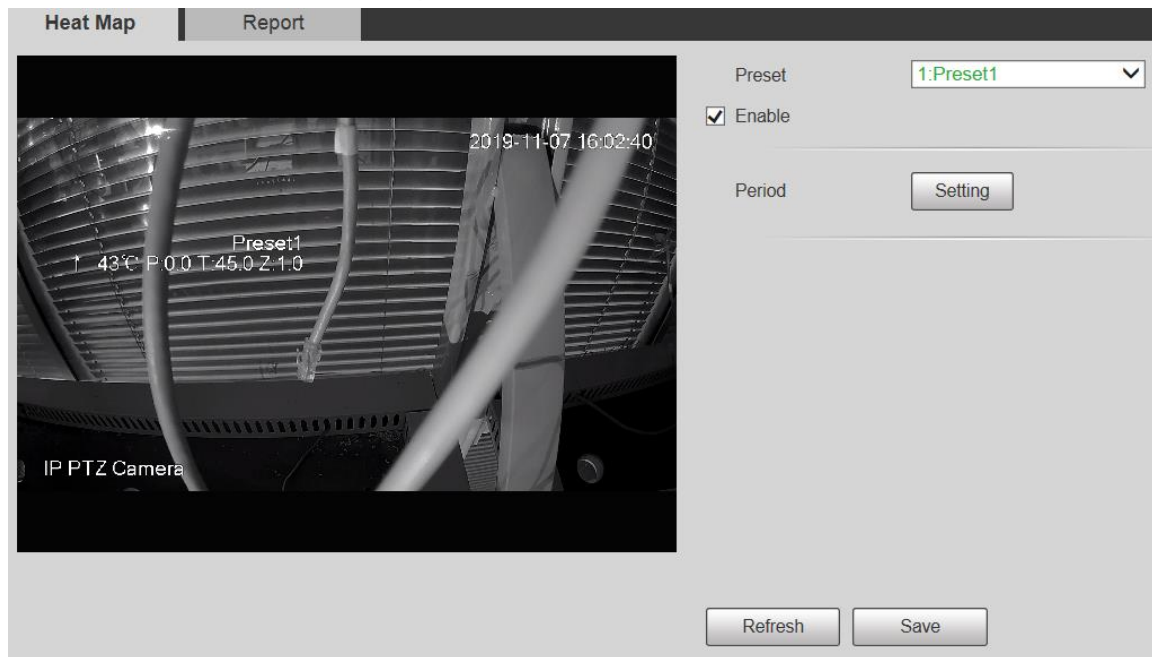 Heat Map Report
Preset 1:Preset1
Enable
2019-11-07 16:02:40
Period Setting
Preset1
↑ 43℃ P:0.0 T:45.0 Z:1.0
IP PTZ Camera
Refresh Save